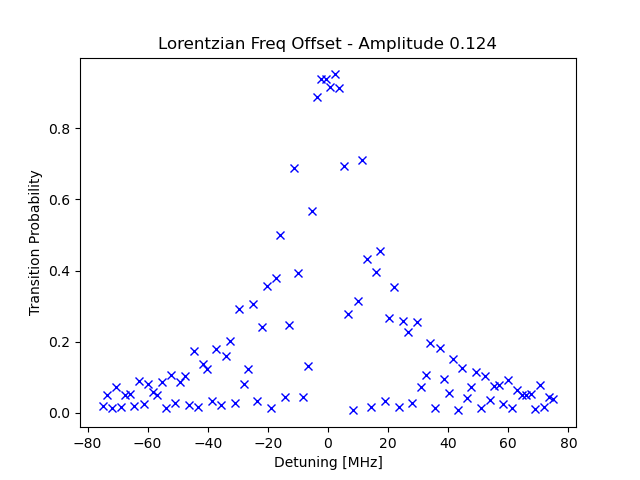 Lorentzian Freq Offset - Amplitude 0.124
Transition Probability
0.8
0.6
0.4
0.2
0.0
−80 −60 −40 −20 0 20 40 60 80
Detuning [MHz]